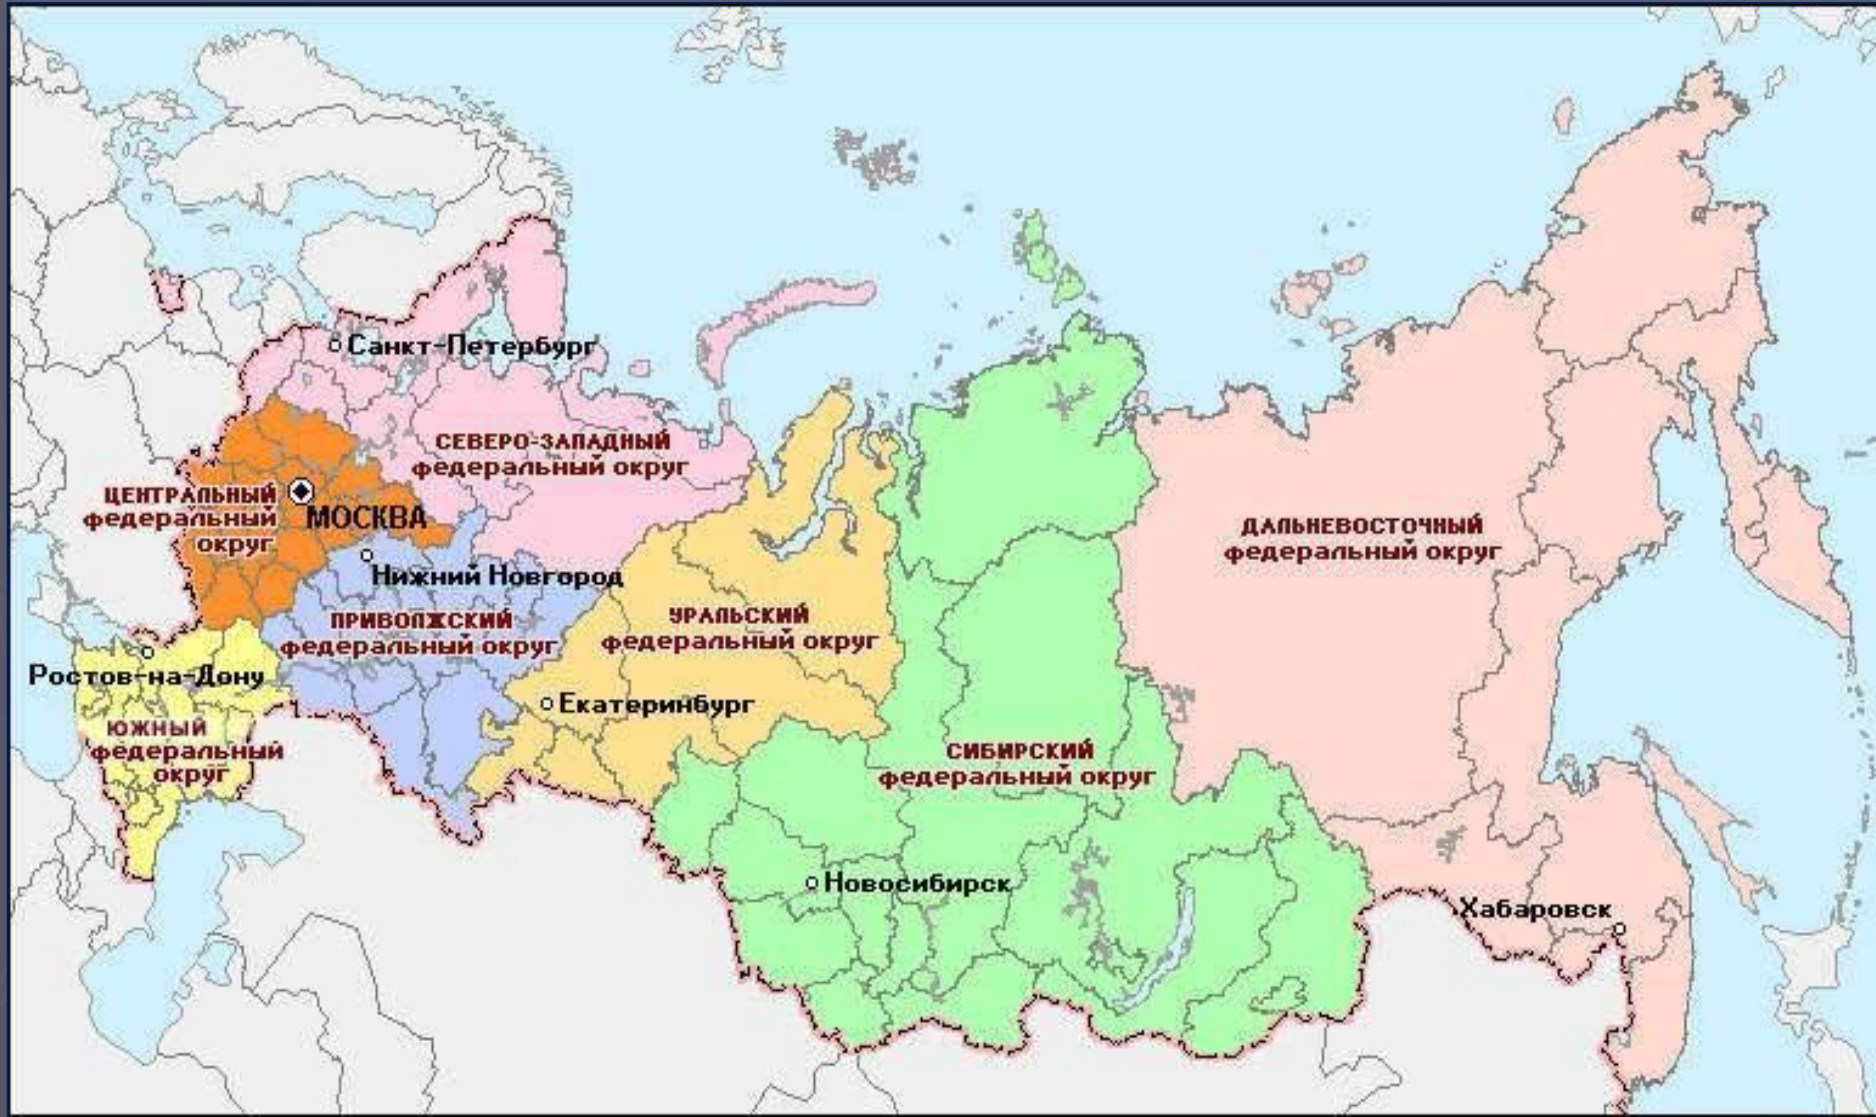 Санкт-Петербург
СЕВЕРО-ЗАПАДНЫЙ
федеральный округ
ЦЕНТРАЛЬНЫЙ
федеральный
округ
МОСКВА
Нижний Новгород
ПРИВОЛЖСКИЙ
федеральный округ
УРАЛЬСКИЙ
федеральный округ
ДАЛЬНЕВОСТОЧНЫЙ
федеральный округ
Ростов-на-Дону
Екатеринбург
ЮЖНЫЙ
федеральный
округ
СИБИРСКИЙ
федеральный округ
Новосибирск
Хабаровск